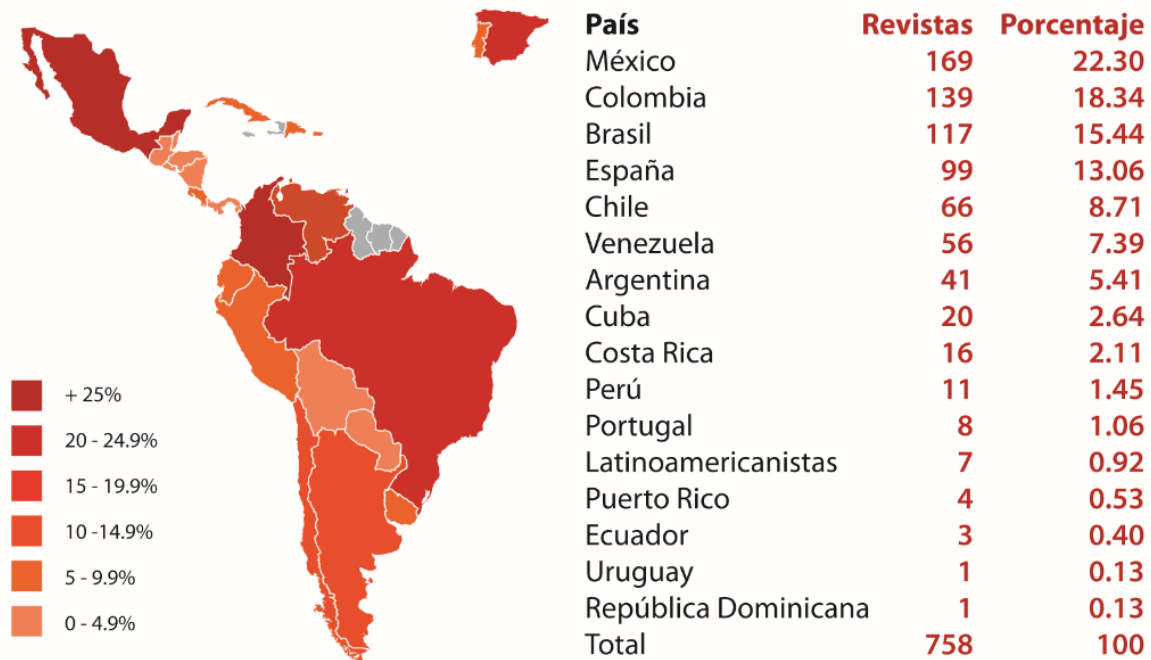 País Revistas Porcentaje
México 169 22.30
Colombia 139 18.34
Brasil 117 15.44
España 99 13.06
Chile 66 8.71
Venezuela 56 7.39
Argentina 41 5.41
Cuba 20 2.64
Costa Rica 16 2.11
Perú 11 1.45
Portugal 8 1.06
Latinoamericanistas 7 0.92
Puerto Rico 4 0.53
Ecuador 3 0.40
Uruguay 1 0.13
República Dominicana 1 0.13
Total 758 100
+ 25%
20 - 24.9%
15 - 19.9%
10 -14.9%
5 - 9.9%
0 - 4.9%